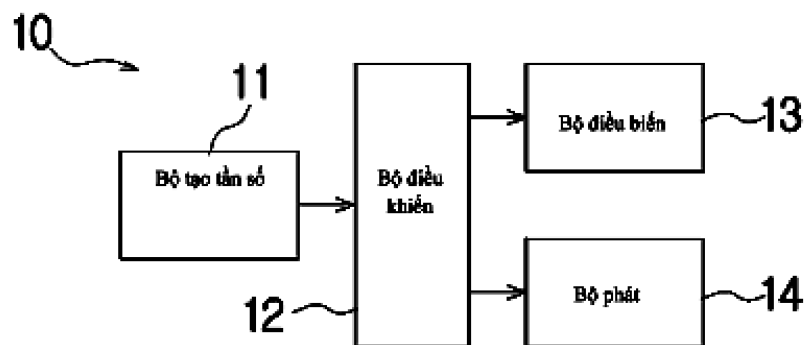 10
11
13
Bộ điều biến
Bộ tạo tần số
Bộ điều
khiển
12
Bộ phát
14